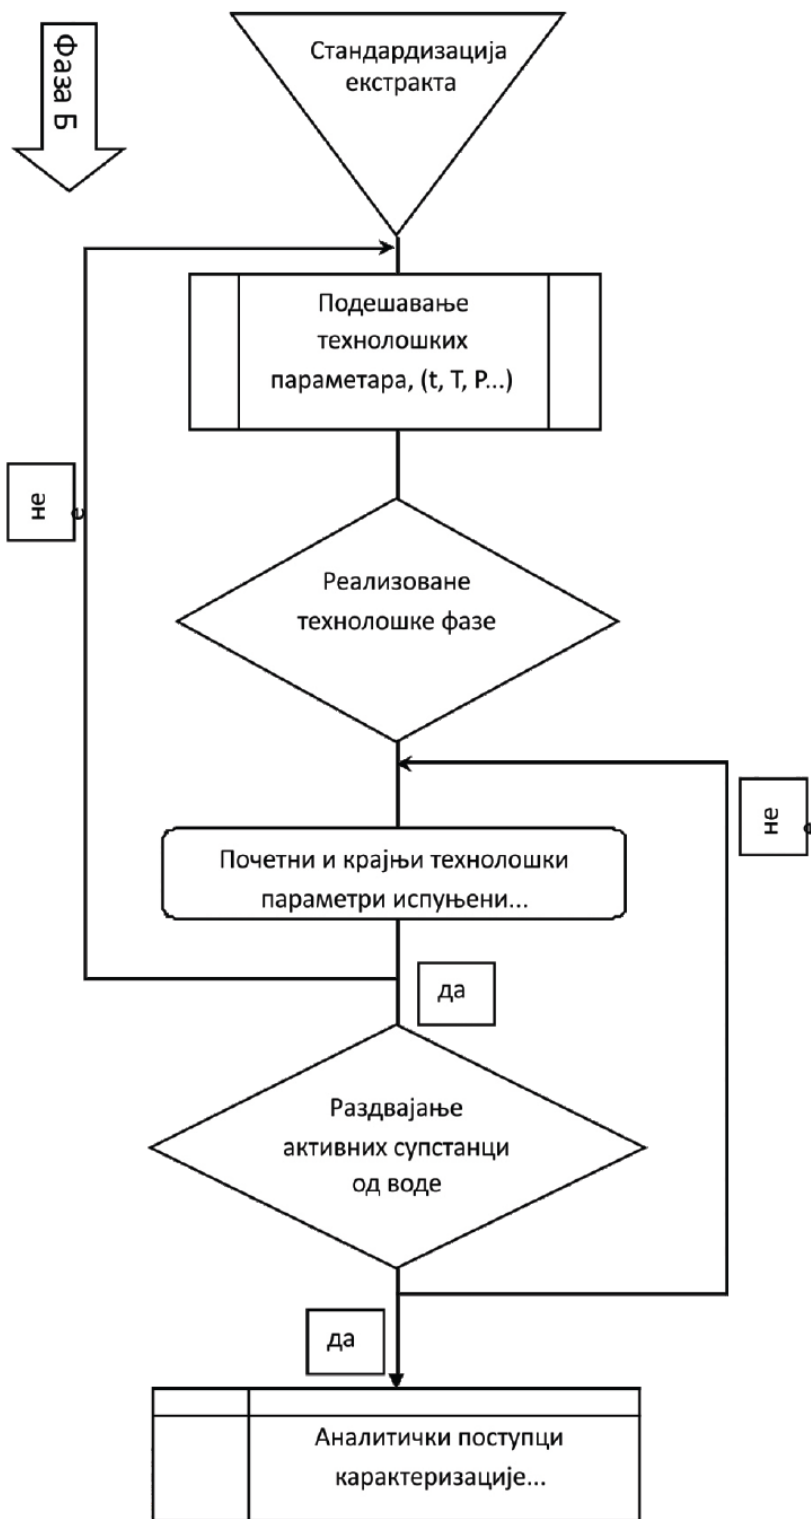 Фаза Б
Стандардизација
екстракта
Подешавање
технолошких
параметара, (t, T, P...)
не
Реализоване
технолошке фазе
не
Почетни и крајњи технолошки
параметри испуњени...
да
Раздвајање
активних супстанци
од воде
да
Аналитички поступци
карактеризације...